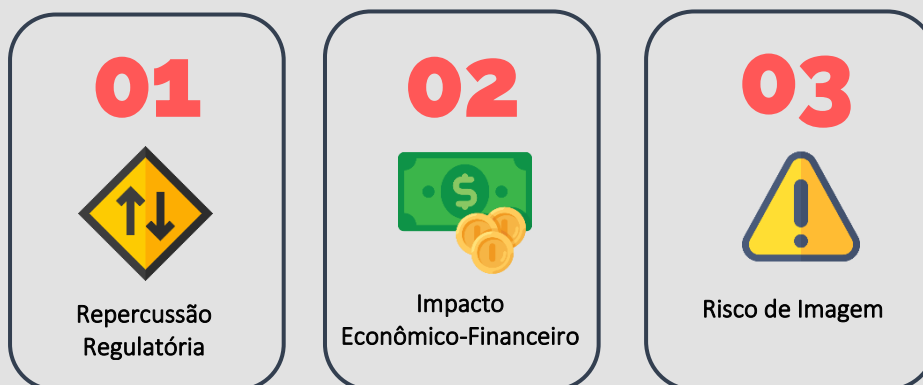 01
Repercussão
Regulatória
02
$
Impacto
Econômico-Financeiro
03
Risco de Imagem